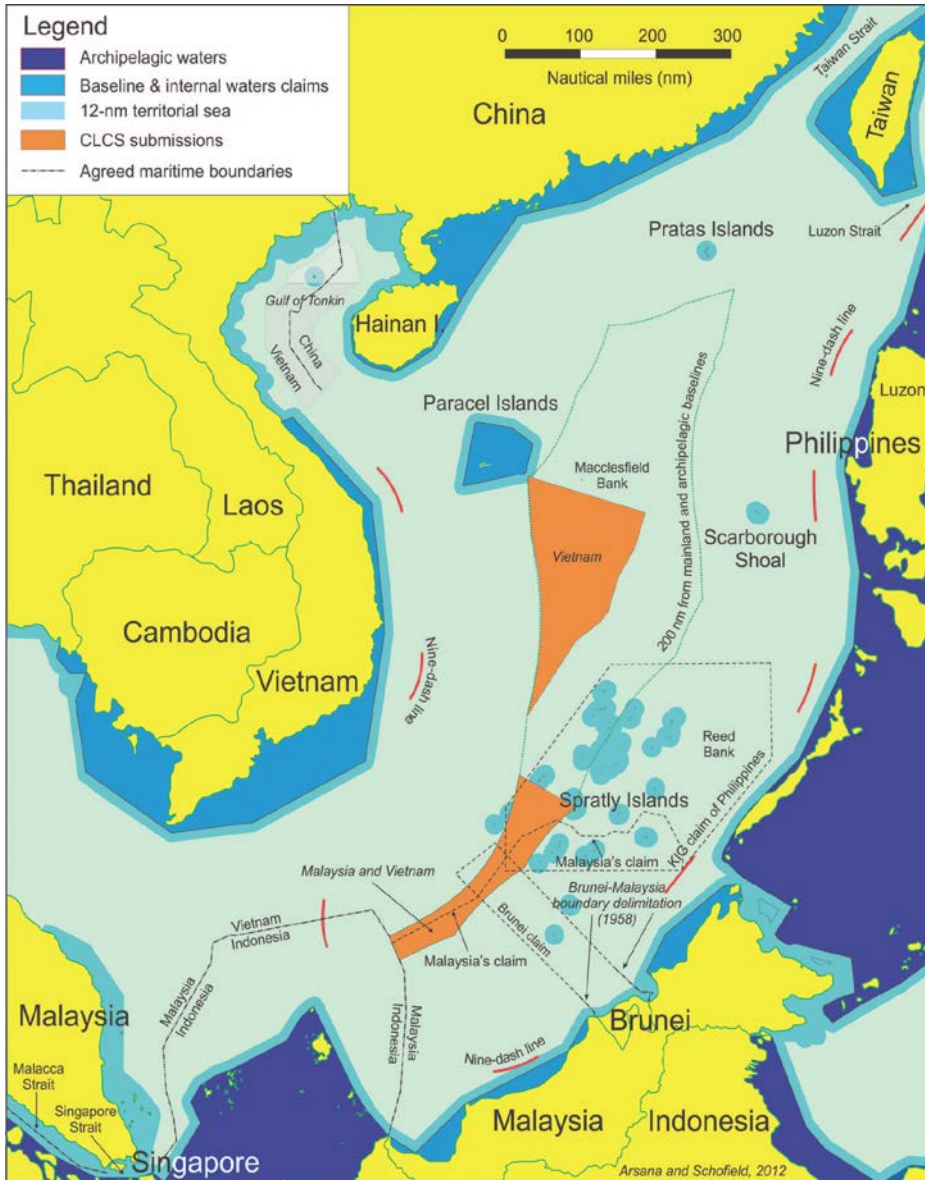 Legend
Archipelagic waters
Baseline & internal waters claims
12-nm territorial sea
CLCS submissions
Agreed maritime boundaries
0 100 200 300
Nautical miles (nm)
Taiwan Strait
China
Taiwan
Luzon Strait
Pratas Islands
Gulf of Tonkin
Hainan I.
China
Vietnam
Nine-dash line
Luzon
Paracel Islands
Philippines
Macclesfield
Bank
Thailand
Laos
200 nm from mainland and archipelagic baselines
Scarborough
Shoal
Vietnam
Cambodia
Vietnam
Nine-dash line
Reed
Bank
Spratly Islands
KIG claim of Philippines
Malaysia's claim
Malaysia and Vietnam
Brunei-Malaysia
boundary delimitation
(1958)
Vietnam
Indonesia
Brunei claim
Malaysia's claim
Malaysia
Indonesia
Malaysia
Indonesia
Malaysia
Brunei
Nine-dash line
Malacca
Strait
Singapore
Strait
Malaysia
Indonesia
Singapore
Arsana and Schofield, 2012